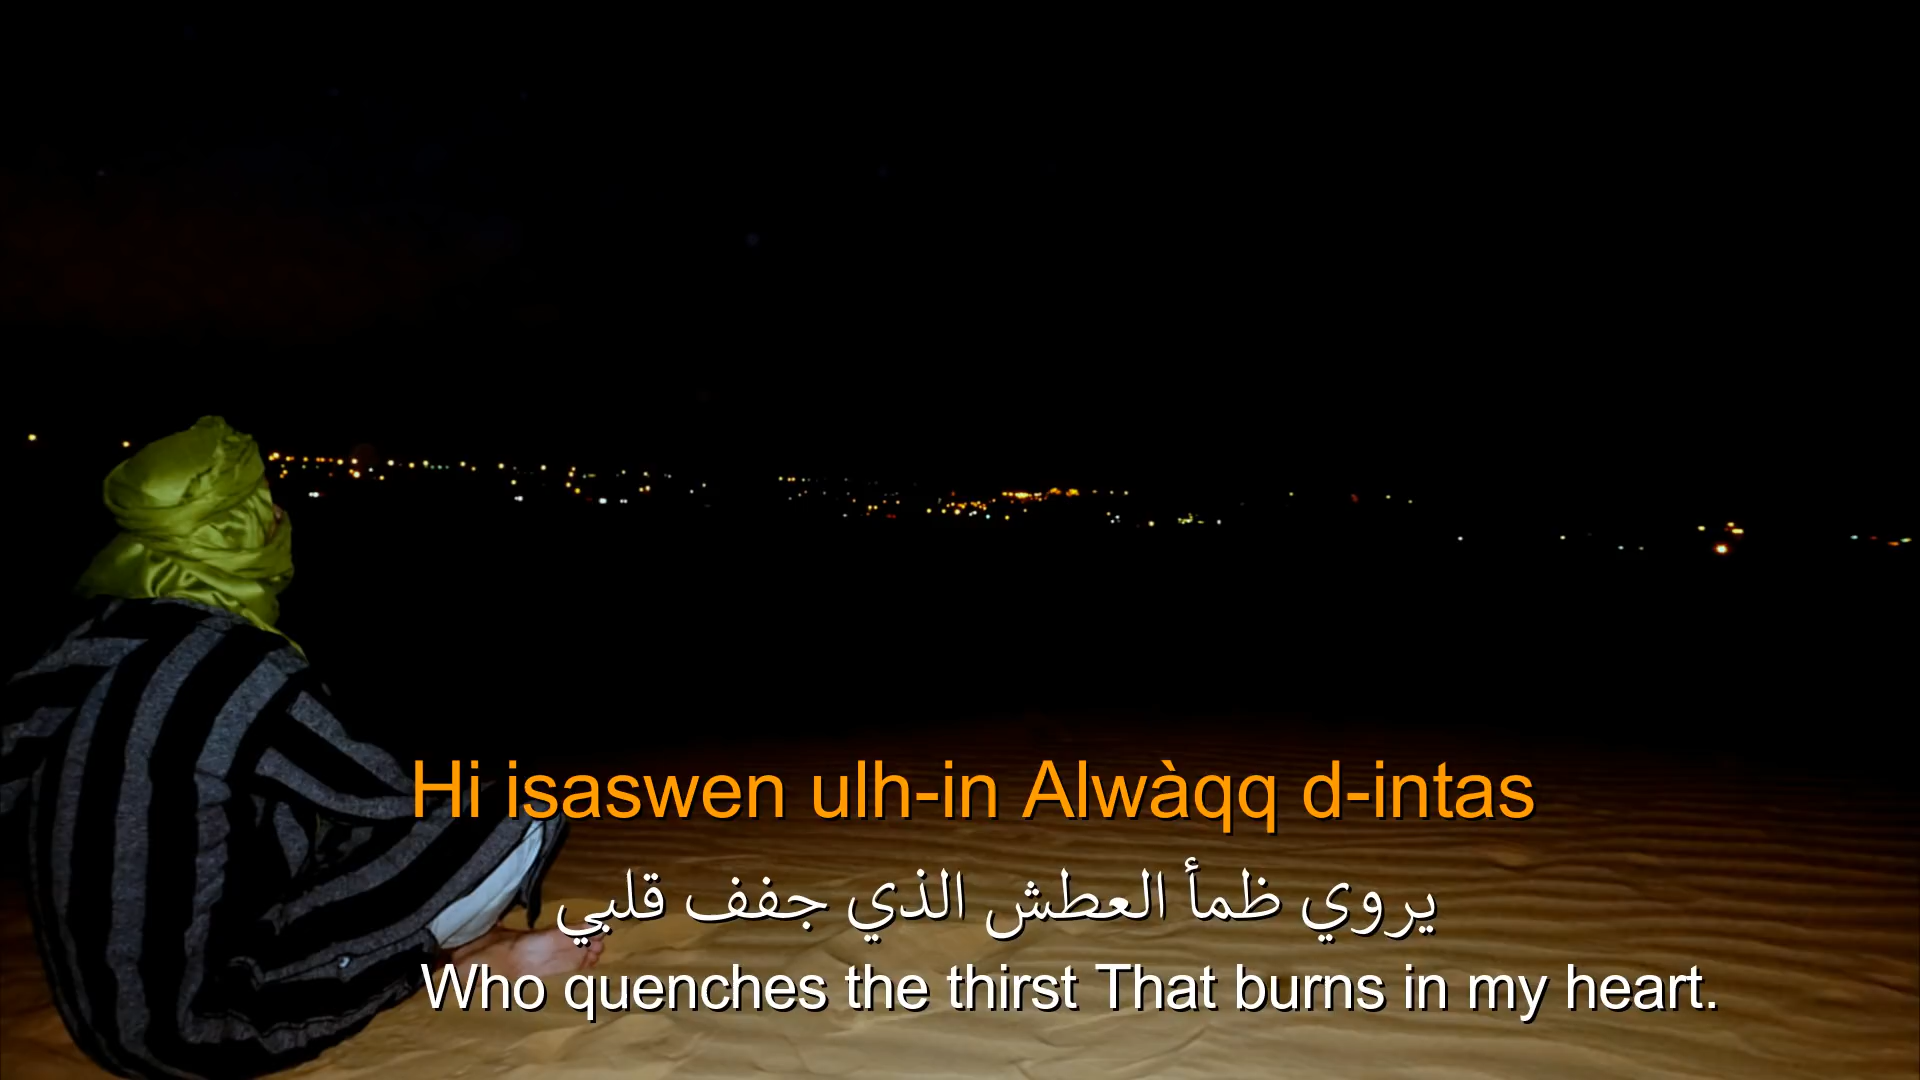 Hi isaswen ulh-in Alwàqq d-intas
يروي ظمأ العطش الذي جفف قلبي
Who quenches the thirst That burns in my heart.